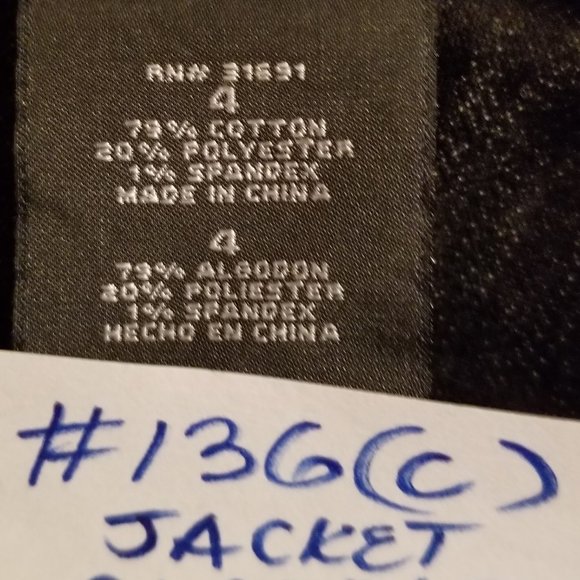 RN# 31691
4
79% COTTON
20% POLYESTER
1% SPANDEX
MADE IN CHINA
4
79% ALGODON
20% POLIESTER
1% SPANDEX
HECHO EN CHINA
#136(C)
JACKET